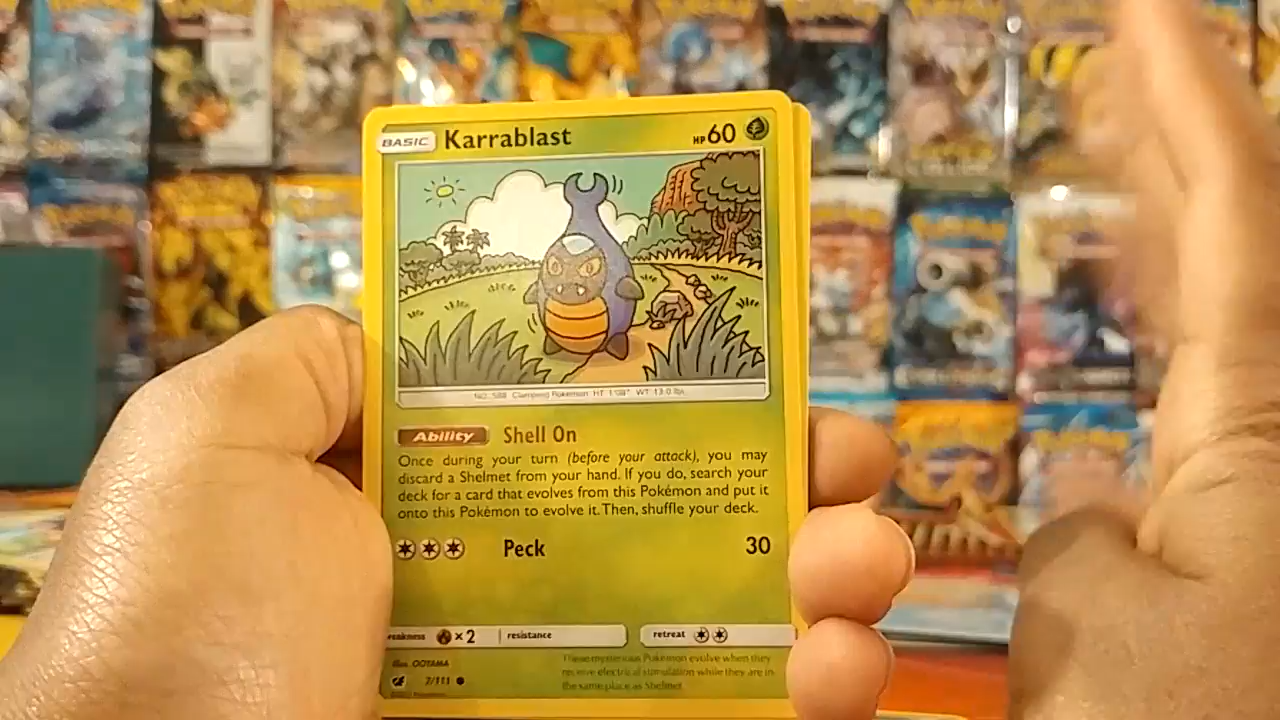 BASIC Karrablast HP 60
NO. 588 Clamping Pokémon HT 1'08" WT 13.0 lbs.
Ability Shell On
Once during your turn (before your attack), you may
discard a Shelmet from your hand. If you do, search your
deck for a card that evolves from this Pokémon and put it
onto this Pokémon to evolve it. Then, shuffle your deck.
Peck 30
weakness ×2 resistance retreat
Illus. OOYAMA
7/111
These mysterious Pokémon evolve when they
receive electrical stimulation while they are in
the same place as Shelmet.